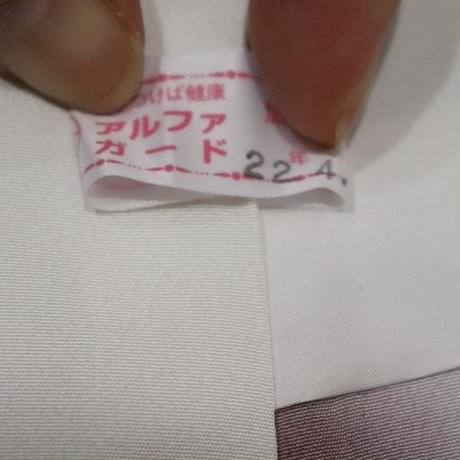 けば健康
アルファ
カード 22年 4.